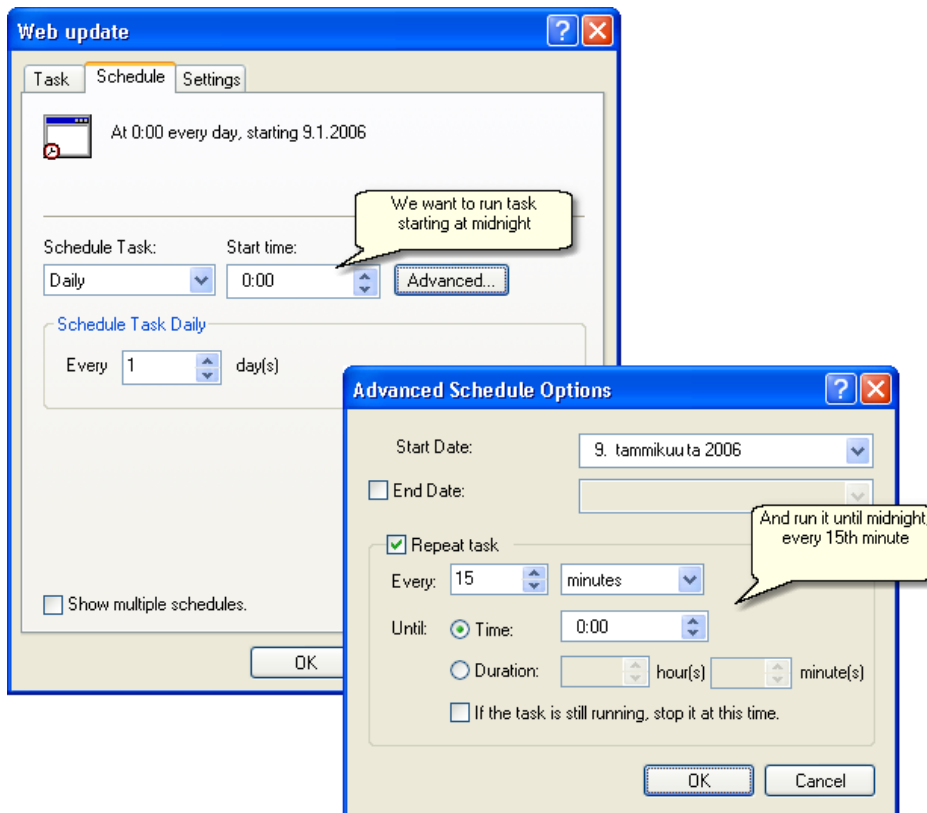 Web update
Task Schedule Settings
At 0:00 every day, starting 9.1.2006
We want to run task
starting at midnight
Schedule Task: Start time:
Daily 0:00 Advanced...
Schedule Task Daily
Every 1 day(s)
Show multiple schedules.
OK
Advanced Schedule Options
Start Date: 9. tammikuuta 2006
End Date:
And run it until midnight,
every 15th minute
Repeat task
Every: 15 minutes
Until: Time: 0:00
Duration: hour(s) minute(s)
If the task is still running, stop it at this time.
OK Cancel